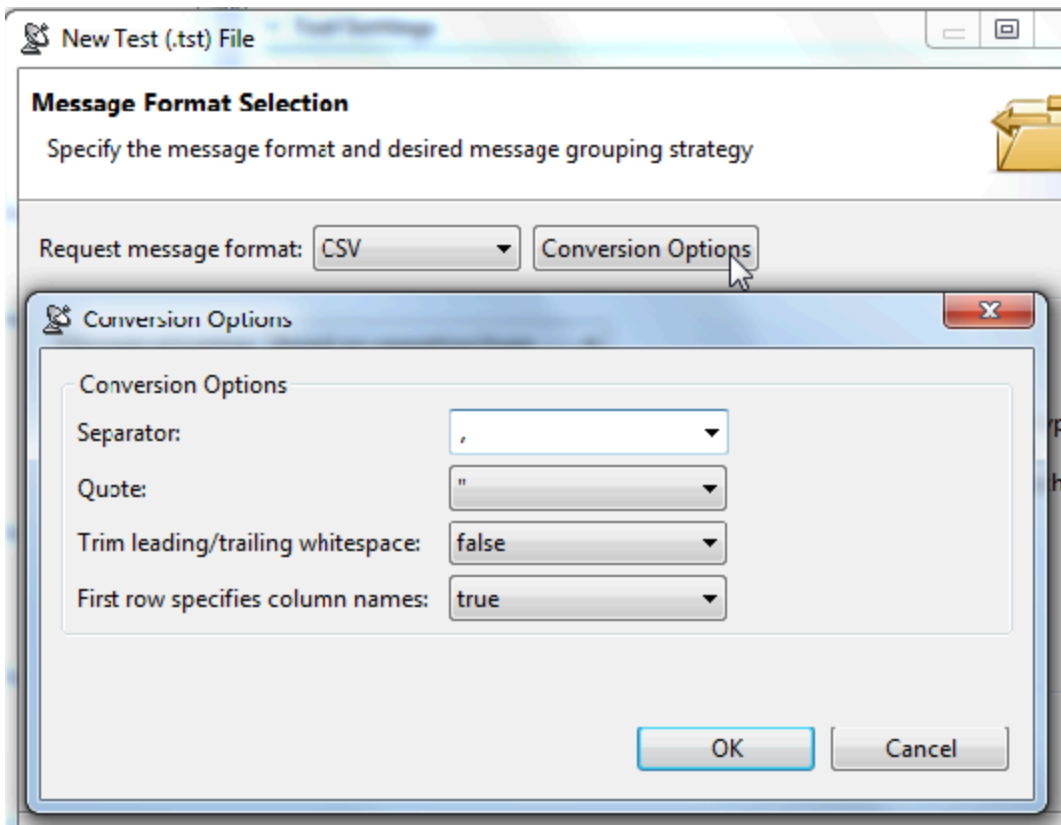 New Test (.tst) File
Message Format Selection
Specify the message format and desired message grouping strategy
Request message format: CSV Conversion Options
Conversion Options
Conversion Options
Separator: ,
Quote: "
Trim leading/trailing whitespace: false
First row specifies column names: true
OK Cancel